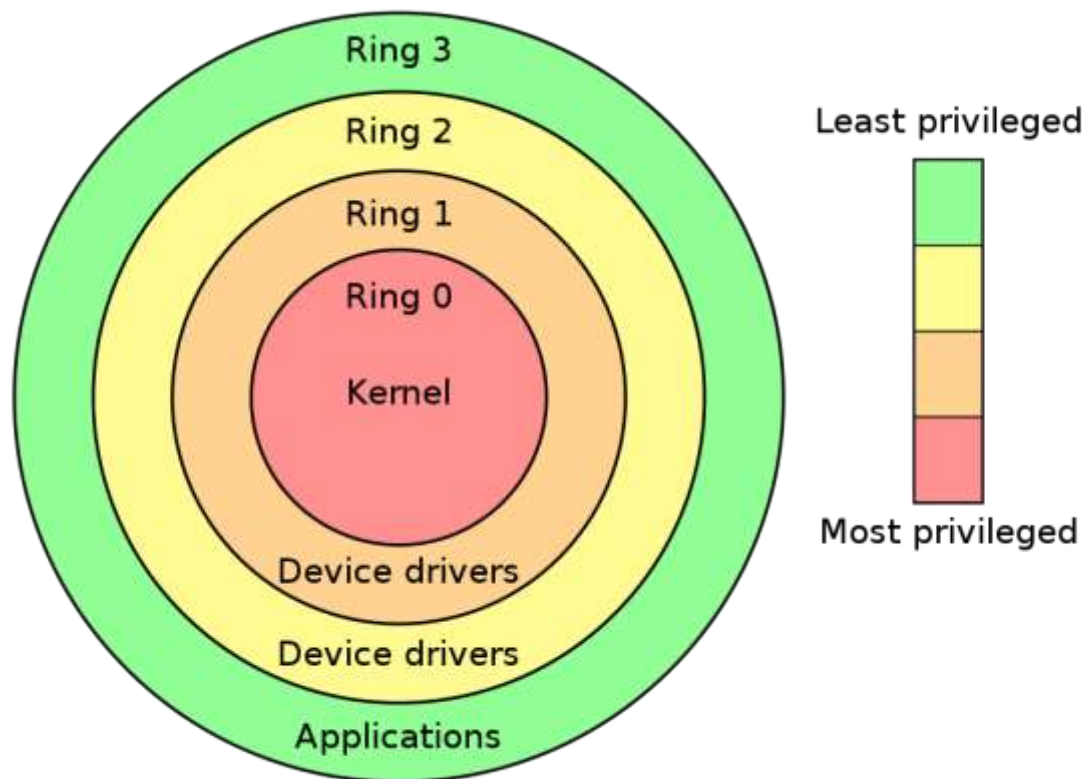 Ring 3
Ring 2
Ring 1
Ring 0
Kernel
Device drivers
Device drivers
Applications
Least privileged
Most privileged